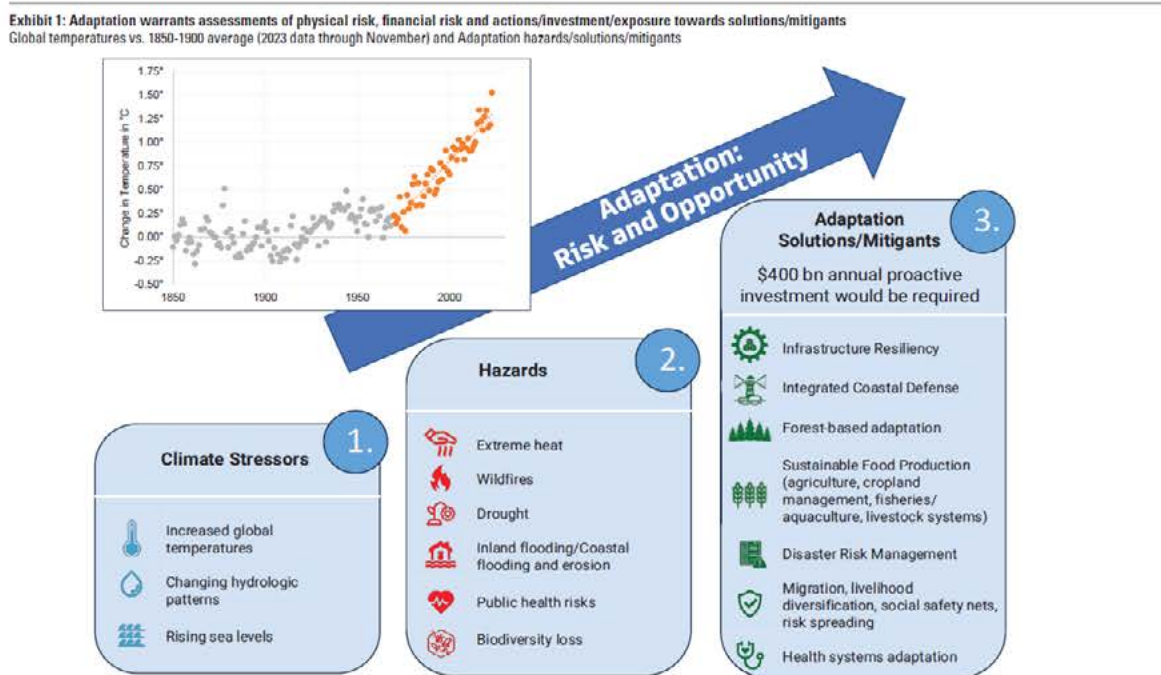 Exhibit 1: Adaptation warrants assessments of physical risk, financial risk and actions/investment/exposure towards solutions/mitigants
Global temperatures vs. 1850-1900 average (2023 data through November) and Adaptation hazards/solutions/mitigants
Change in Temperature in °C
1.75°
1.50°
1.25°
1.00°
0.75°
0.50°
0.25°
0.00°
-0.25°
-0.50°
1850
1900
1950
2000
Adaptation:
Risk and Opportunity
1.
Climate Stressors
Increased global
temperatures
Changing hydrologic
patterns
Rising sea levels
2.
Hazards
Extreme heat
Wildfires
Drought
Inland flooding/Coastal
flooding and erosion
Public health risks
Biodiversity loss
3.
Adaptation
Solutions/Mitigants
$400 bn annual proactive
investment would be required
Infrastructure Resiliency
Integrated Coastal Defense
Forest-based adaptation
Sustainable Food Production
(agriculture, cropland
management, fisheries/
aquaculture, livestock systems)
Disaster Risk Management
Migration, livelihood
diversification, social safety nets,
risk spreading
Health systems adaptation